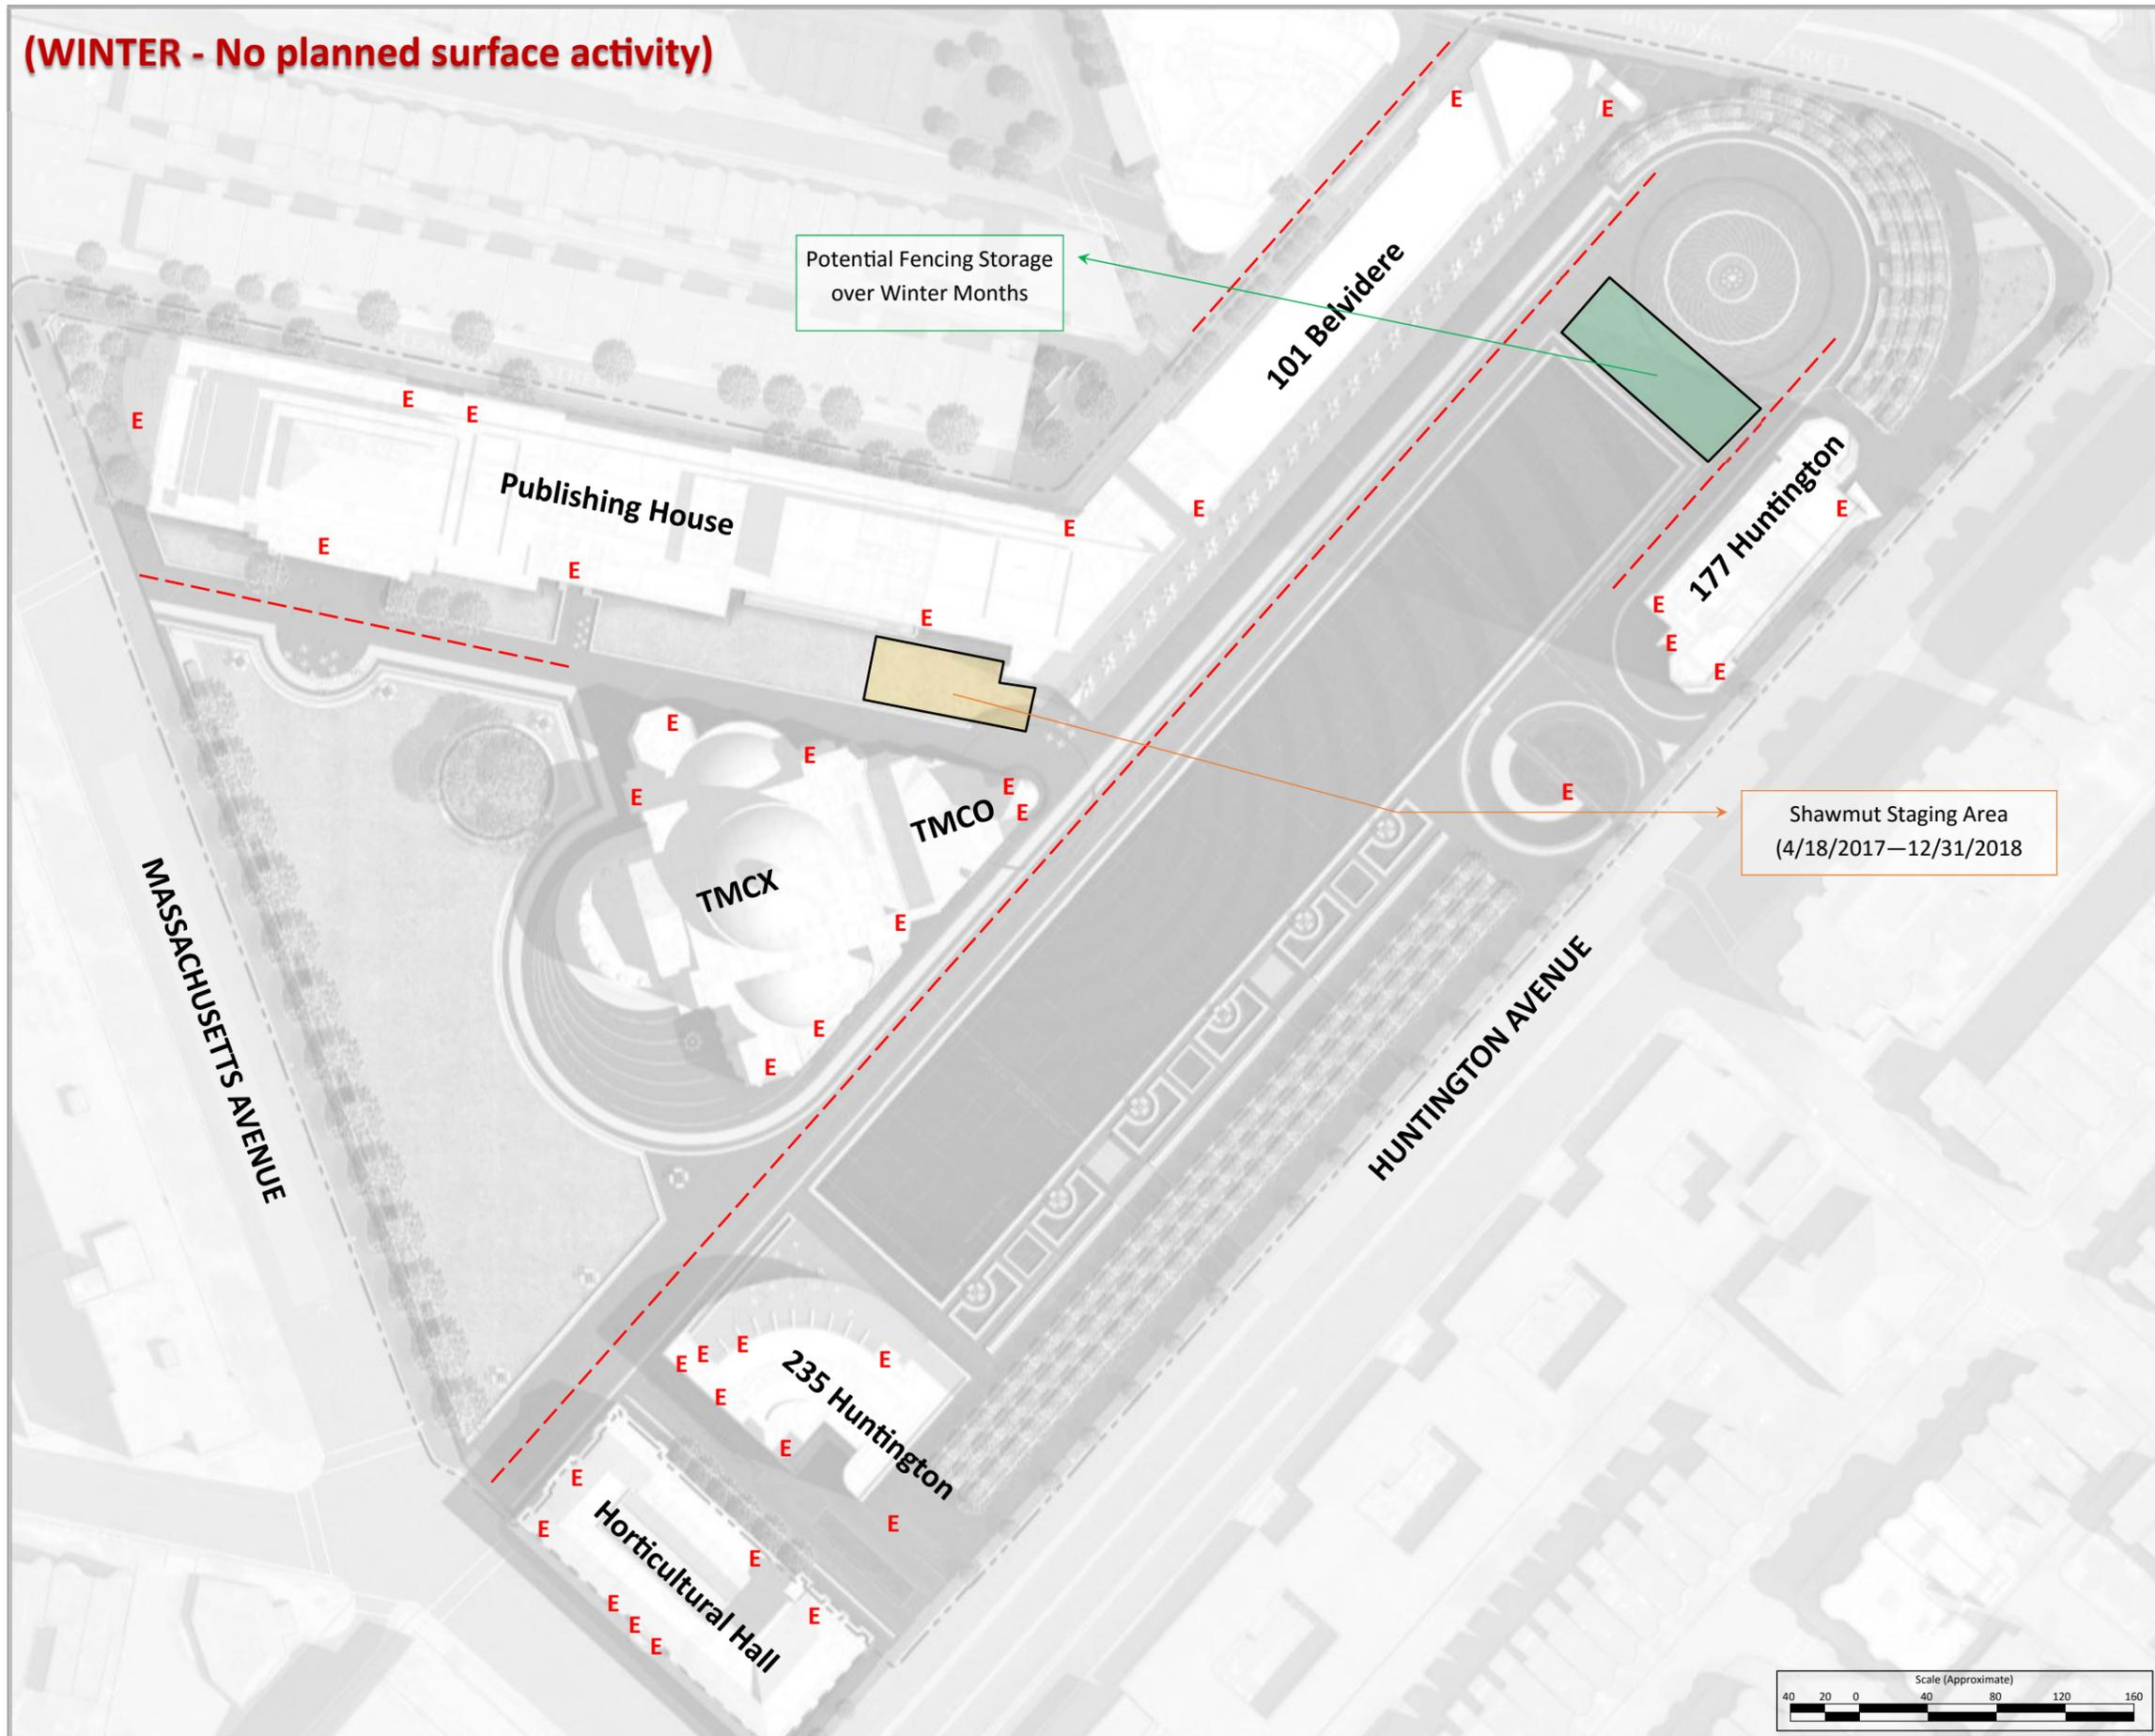 (WINTER - No planned surface activity)
BELVIDERE STREET
E
E
Potential Fencing Storage
over Winter Months
101 Belvidere
E
E
E
Publishing House
E
E
177 Huntington
E
E
E
E
E
E
E
E
E
E
E
E
E
E
TMCO
E
Shawmut Staging Area
(4/18/2017—12/31/2018
TMCX
E
MASSACHUSETTS AVENUE
HUNTINGTON AVENUE
E
E
E
E
E
E
E
235 Huntington
E
E
E
E
Horticultural Hall
E
E
E
E
E
Scale (Approximate)
40 20 0 40 80 120 160